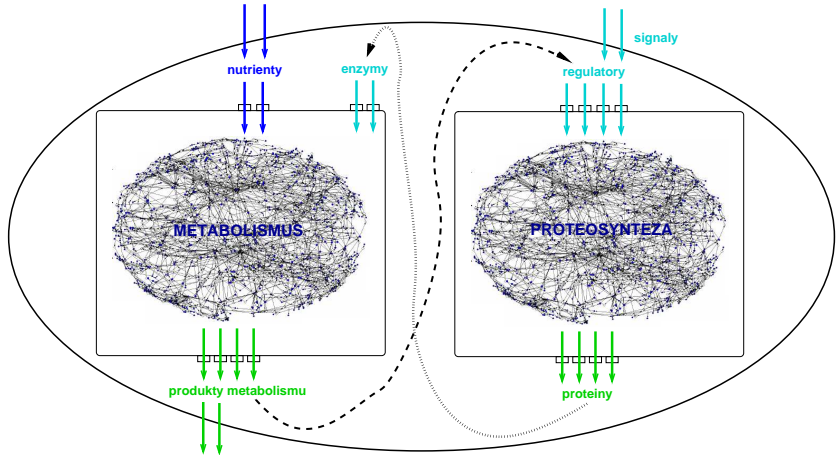 signaly
nutrienty
enzymy
regulatory
METABOLISMUS
PROTEOSYNTEZA
produkty metabolismu
proteiny